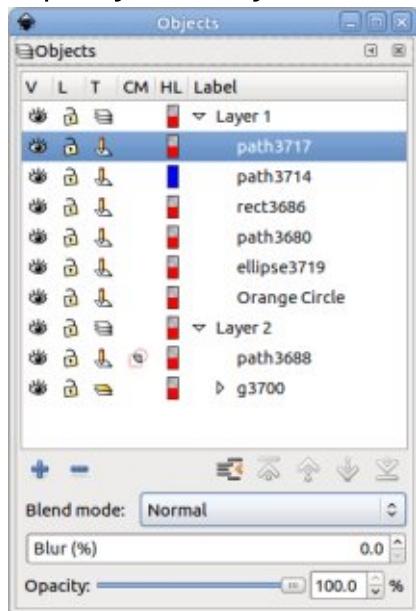 Objects
Objects
V L T CM HL Label
Layer 1
path3717
path3714
rect3686
path3680
ellipse3719
Orange Circle
Layer 2
path3688
g3700
Blend mode: Normal
Blur (%) 0.0
Opacity: 100.0 %